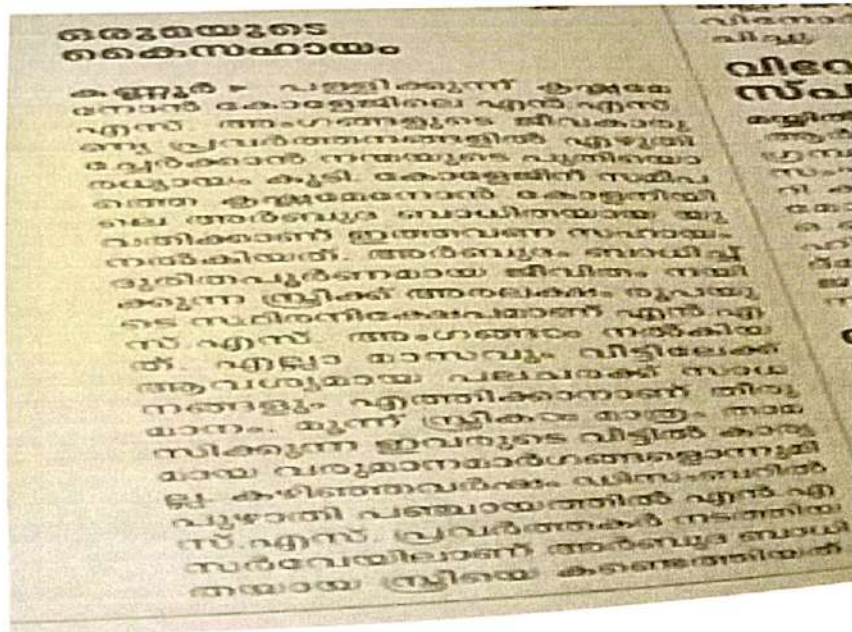 ഒരുമയുടെ
കൈസഹായം
കണ്ണൂർ ▸ പള്ളിക്കുന്ന് കൃഷ്ണമേ
നോൻ കോളേജിലെ എൻ.എസ്.
എസ്. അംഗങ്ങളുടെ ജീവകാരു
ണ്യ പ്രവർത്തനങ്ങളിൽ എഴുതി
ച്ചേർക്കാൻ നന്മയുടെ പുതിയൊ
രധ്യായം കൂടി. കോളേജിന് സമീപ
ത്തെ കൃഷ്ണമേനോൻ കോളനിയി
ലെ അർബുദ ബാധിതയായ യു
വതിക്കാണ് ഇത്തവണ സഹായം
നൽകിയത്. അർബുദം ബാധിച്ച്
ദുരിതപൂർണമായ ജീവിതം നയി
ക്കുന്ന സ്ത്രീക്ക് അരലക്ഷം രൂപയു
ടെ സ്ഥിരനിക്ഷേപമാണ് എൻ.എ
സ്.എസ്. അംഗങ്ങൾ നൽകിയ
ത്. എല്ലാ മാസവും വീട്ടിലേക്ക്
ആവശ്യമായ പലചരക്ക് സാധ
നങ്ങളും എത്തിക്കാനാണ് തീരു
മാനം. മൂന്ന് സ്ത്രീകൾ മാത്രം താമ
സിക്കുന്ന ഇവരുടെ വീട്ടിൽ കാര്യ
മായ വരുമാനമാർഗങ്ങളൊന്നുമി
ല്ല. കഴിഞ്ഞവർഷം ഡിസംബറിൽ
പുഴാതി പഞ്ചായത്തിൽ എൻ.എ
സ്.എസ്. പ്രവർത്തകർ നടത്തിയ
സർവേയിലാണ് അർബുദ ബാധി
തയായ സ്ത്രീയെ കണ്ടെത്തിയത്.